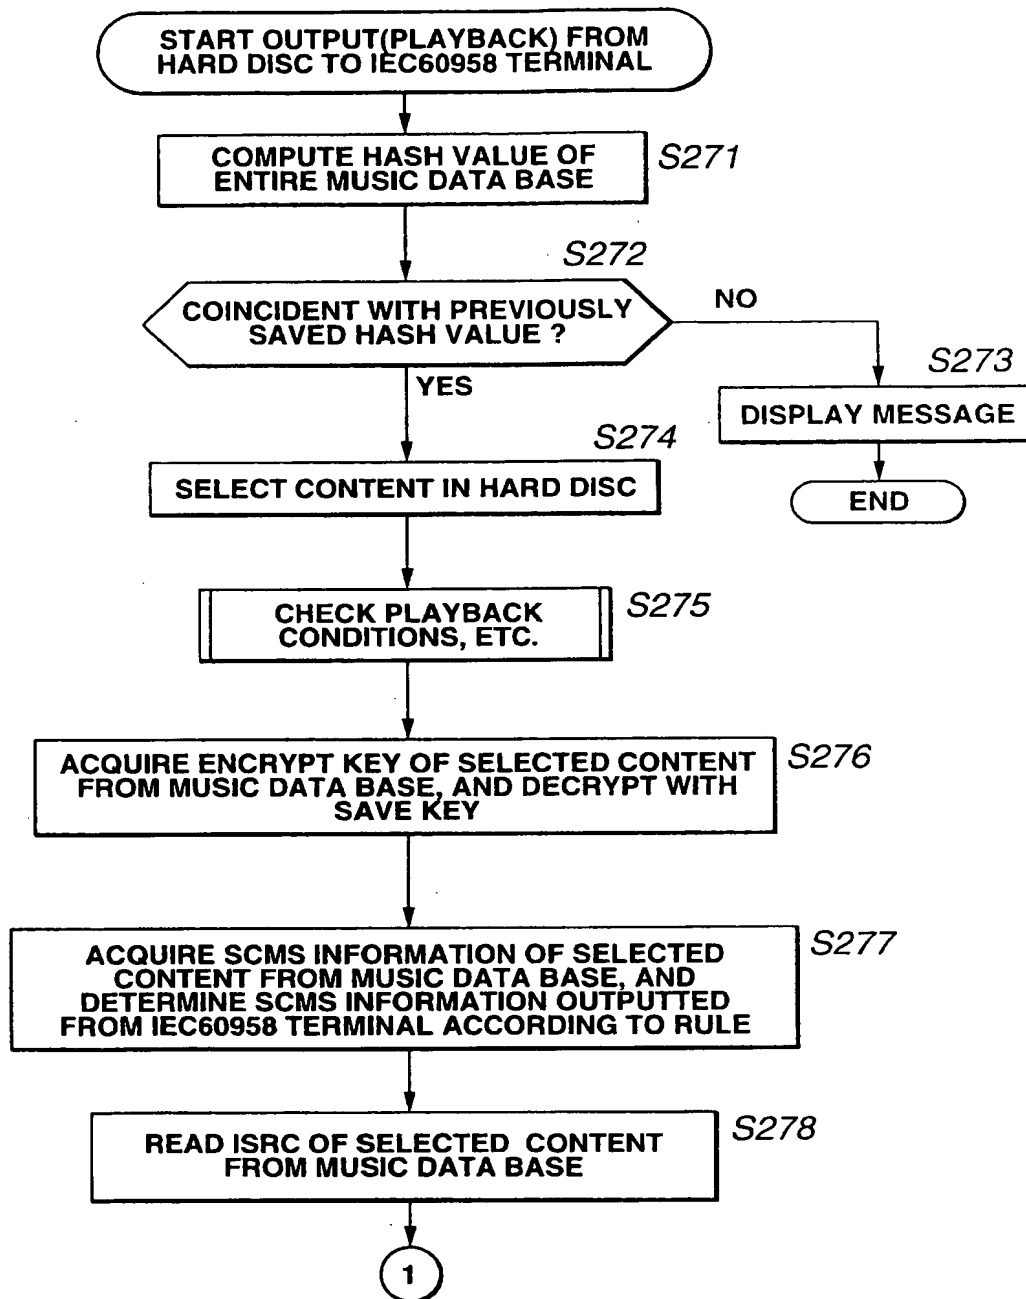 START OUTPUT(PLAYBACK) FROM
HARD DISC TO IEC60958 TERMINAL
COMPUTE HASH VALUE OF
ENTIRE MUSIC DATA BASE
S271
S272
COINCIDENT WITH PREVIOUSLY
SAVED HASH VALUE ?
NO
YES
S273
DISPLAY MESSAGE
END
S274
SELECT CONTENT IN HARD DISC
CHECK PLAYBACK
CONDITIONS, ETC.
S275
ACQUIRE ENCRYPT KEY OF SELECTED CONTENT
FROM MUSIC DATA BASE, AND DECRYPT WITH
SAVE KEY
S276
ACQUIRE SCMS INFORMATION OF SELECTED
CONTENT FROM MUSIC DATA BASE, AND
DETERMINE SCMS INFORMATION OUTPUTTED
FROM IEC60958 TERMINAL ACCORDING TO RULE
S277
READ ISRC OF SELECTED CONTENT
FROM MUSIC DATA BASE
S278
1